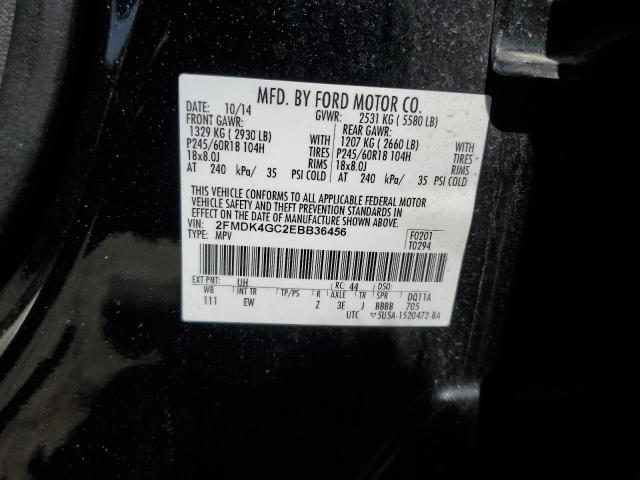 MFD. BY FORD MOTOR CO.
DATE: 10/14 GVWR: 2531 KG ( 5580 LB)
FRONT GAWR: REAR GAWR:
1329 KG ( 2930 LB) WITH 1207 KG ( 2660 LB) WITH
P245/60R18 104H TIRES P245/60R18 104H TIRES
18x8.0J RIMS 18x8.0J RIMS
AT 240 kPa/ 35 PSI COLD AT 240 kPa/ 35 PSI COLD
THIS VEHICLE CONFORMS TO ALL APPLICABLE FEDERAL MOTOR
VEHICLE SAFETY AND THEFT PREVENTION STANDARDS IN
EFFECT ON THE DATE OF MANUFACTURE SHOWN ABOVE.
VIN: 2FMDK4GC2EBB36456 F0201
TYPE: MPV T0294
EXT PNT: UH RC: 44 DSO:
WB INT TR TP/PS R AXLE TR SPR DQ11A
111 EW Z 3E J BBBB 705
UTC ▽5U5A-1520472-BA